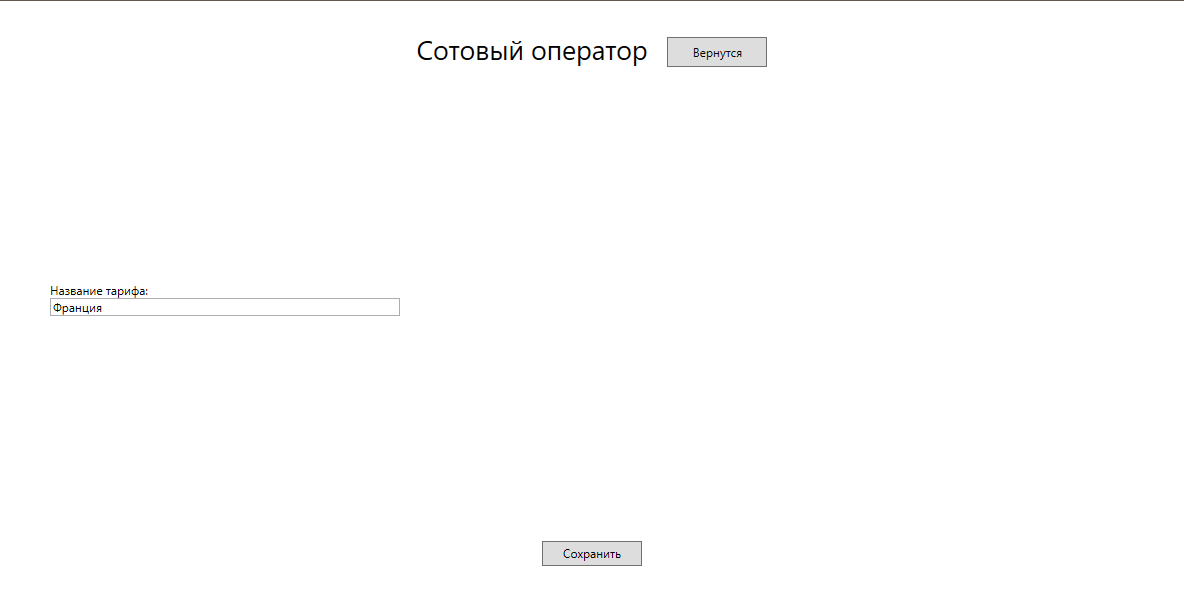 Сотовый оператор Вернутся
Название тарифа:
Франция
Сохранить